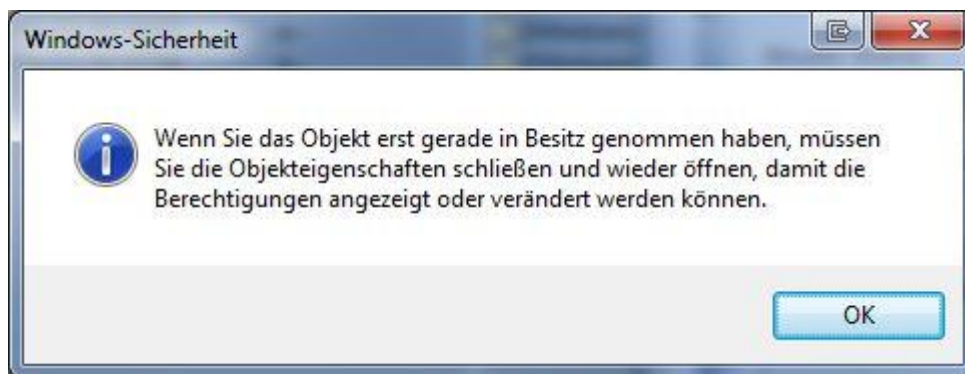 Windows-Sicherheit
Wenn Sie das Objekt erst gerade in Besitz genommen haben, müssen
Sie die Objekteigenschaften schließen und wieder öffnen, damit die
Berechtigungen angezeigt oder verändert werden können.
OK